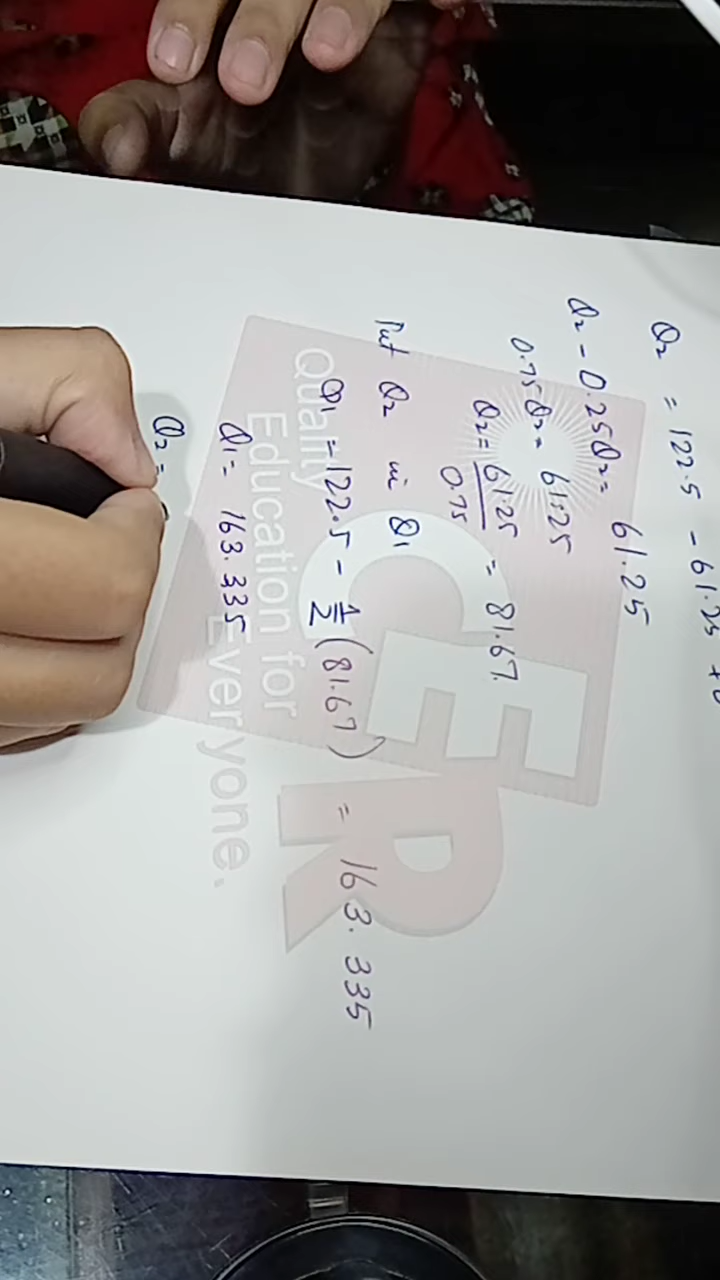 Q₂ = 122.5 - 61.25 +
Q₂ - 0.25Q₂ = 61.25
0.75Q₂ = 61.25
Q₂ = 61.25/0.75 = 81.67.
Put Q₂ in Q₁
Q₁ = 122.5 - 1/2 (81.67) = 163.335
Q₁ = 163.335
Q₂ =
CER
Quality
Education for
Everyone.